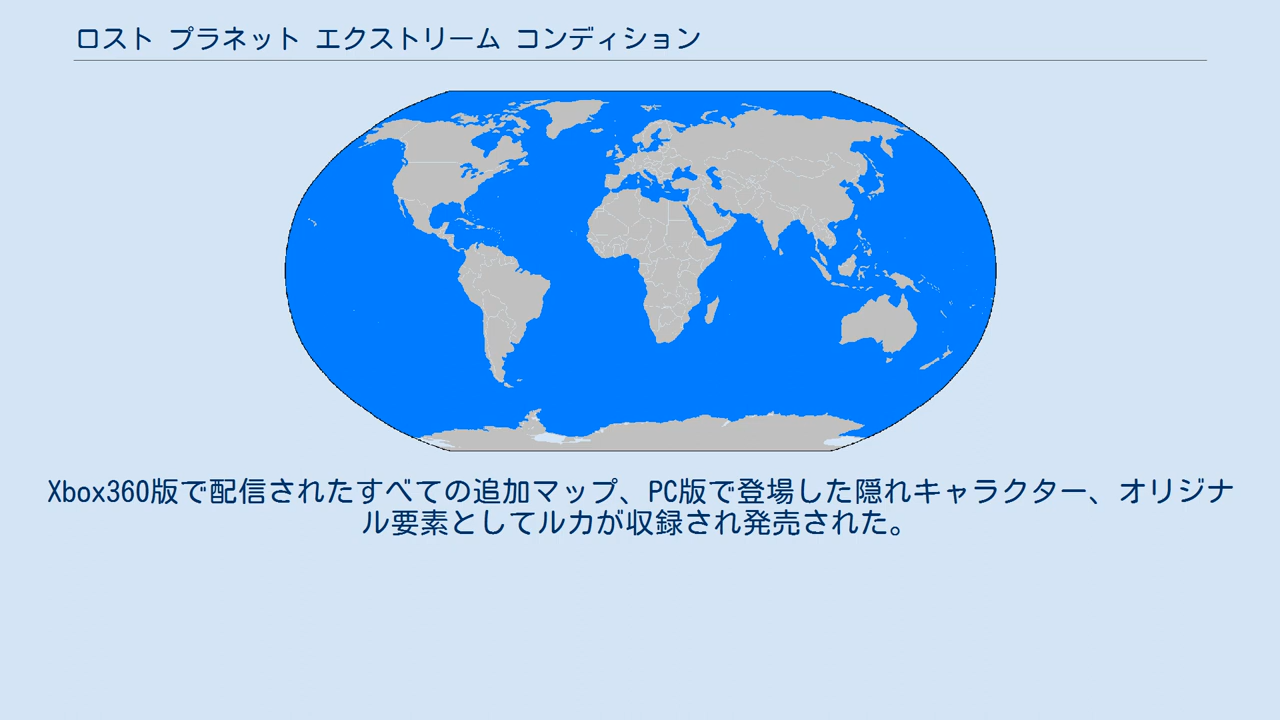 ロスト プラネット エクストリーム コンディション
Xbox360版で配信されたすべての追加マップ、PC版で登場した隠れキャラクター、オリジナ
ル要素としてルカが収録され発売された。